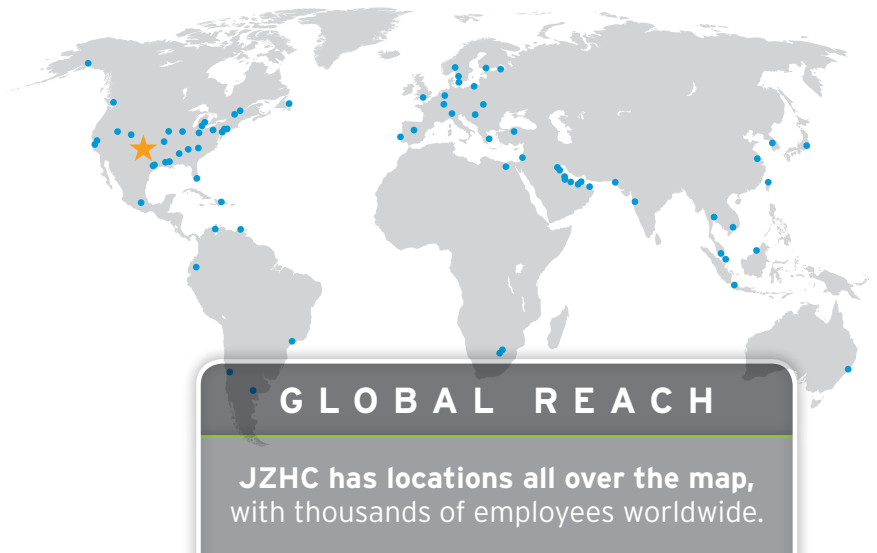 GLOBAL REACH
JZHC has locations all over the map,
with thousands of employees worldwide.